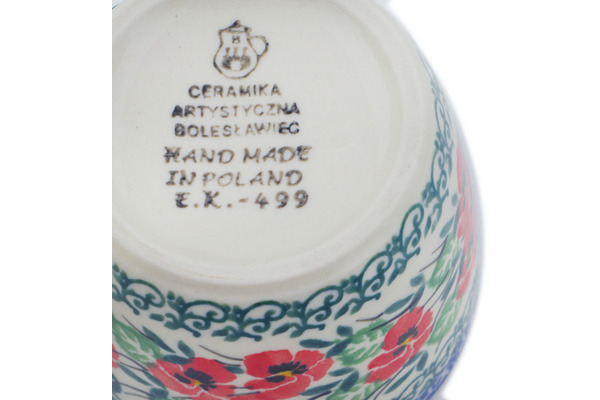 CERAMIKA
ARTYSTYCZNA
BOLESŁAWIEC
HAND MADE
IN POLAND
E.K.-499